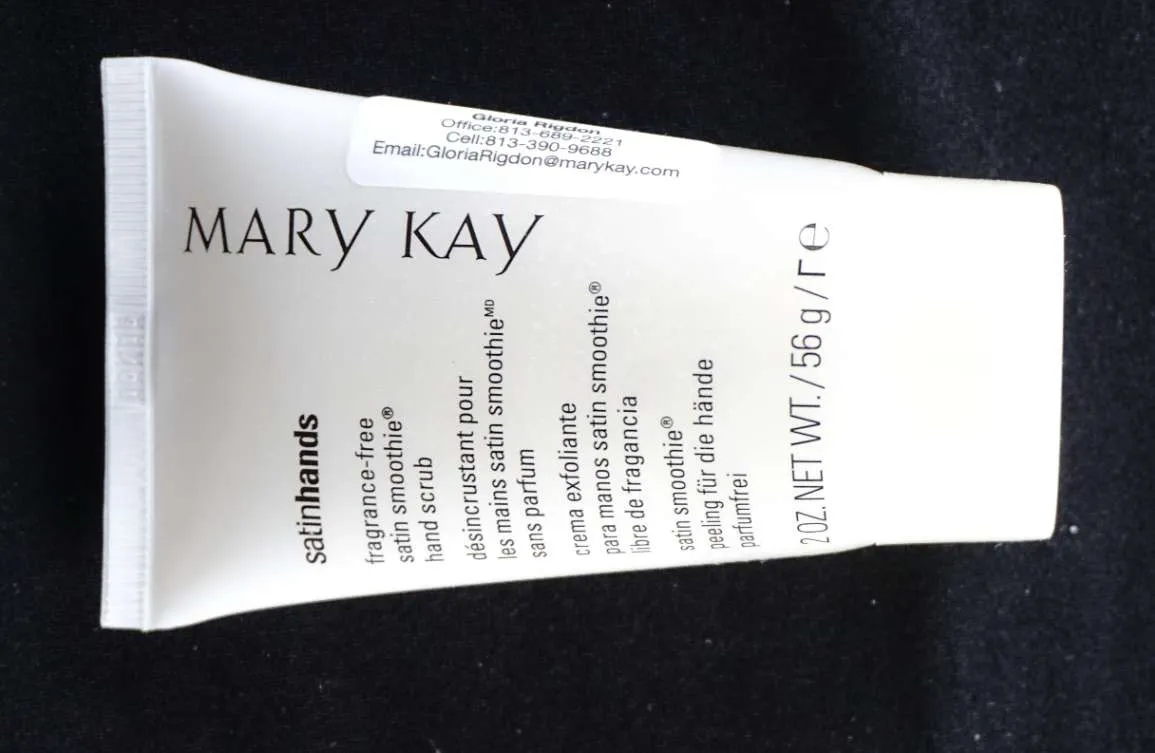 Gloria Rigdon
Office:813-689-2221
Cell:813-390-9688
Email:GloriaRigdon@marykay.com
MARY KAY
satinhands
fragrance-free
satin smoothie®
hand scrub
désincrustant pour
les mains satin smoothieMD
sans parfum
crema exfoliante
para manos satin smoothie®
libre de fragancia
satin smoothie®
peeling für die hände
parfumfrei
2 OZ. NET WT. / 56 g / Г ℮